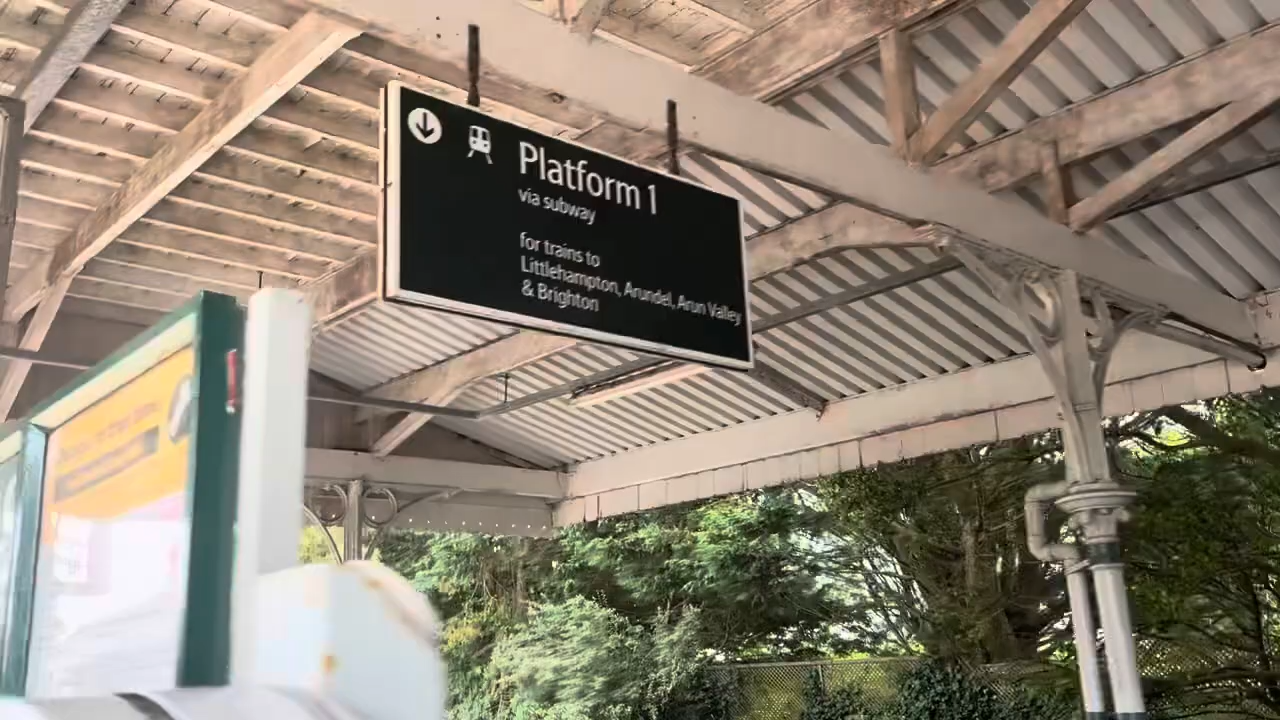 Platform 1
via subway
for trains to
Littlehampton, Arundel, Arun Valley
& Brighton